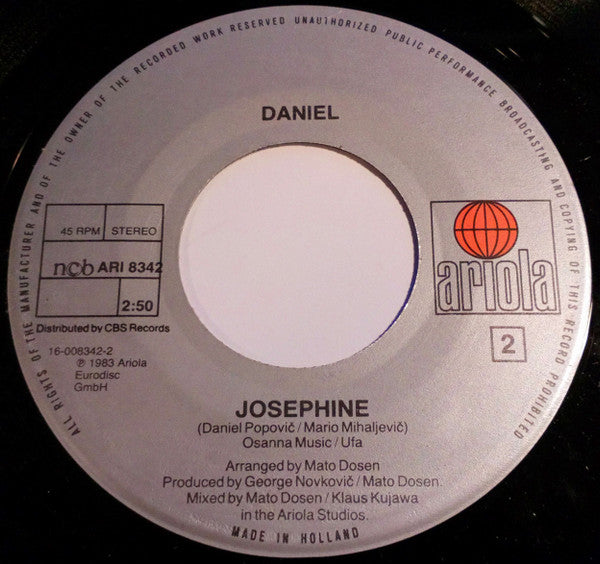 ALL RIGHTS OF THE MANUFACTURER AND OF THE OWNER OF THE RECORDED WORK RESERVED UNAUTHORIZED PUBLIC PERFORMANCE BROADCASTING AND COPYING OF THIS RECORD PROHIBITED
DANIEL
45 RPM STEREO
ncb ARI 8342
2:50
Distributed by CBS Records
16-008342-2
℗ 1983 Ariola
Eurodisc
GmbH
ariola
2
JOSEPHINE
(Daniel Popovič/Mario Mihaljevič)
Osanna Music/Ufa
Arranged by Mato Dosen
Produced by George Novkovič/Mato Dosen.
Mixed by Mato Dosen/Klaus Kujawa
in the Ariola Studios.
MADE IN HOLLAND